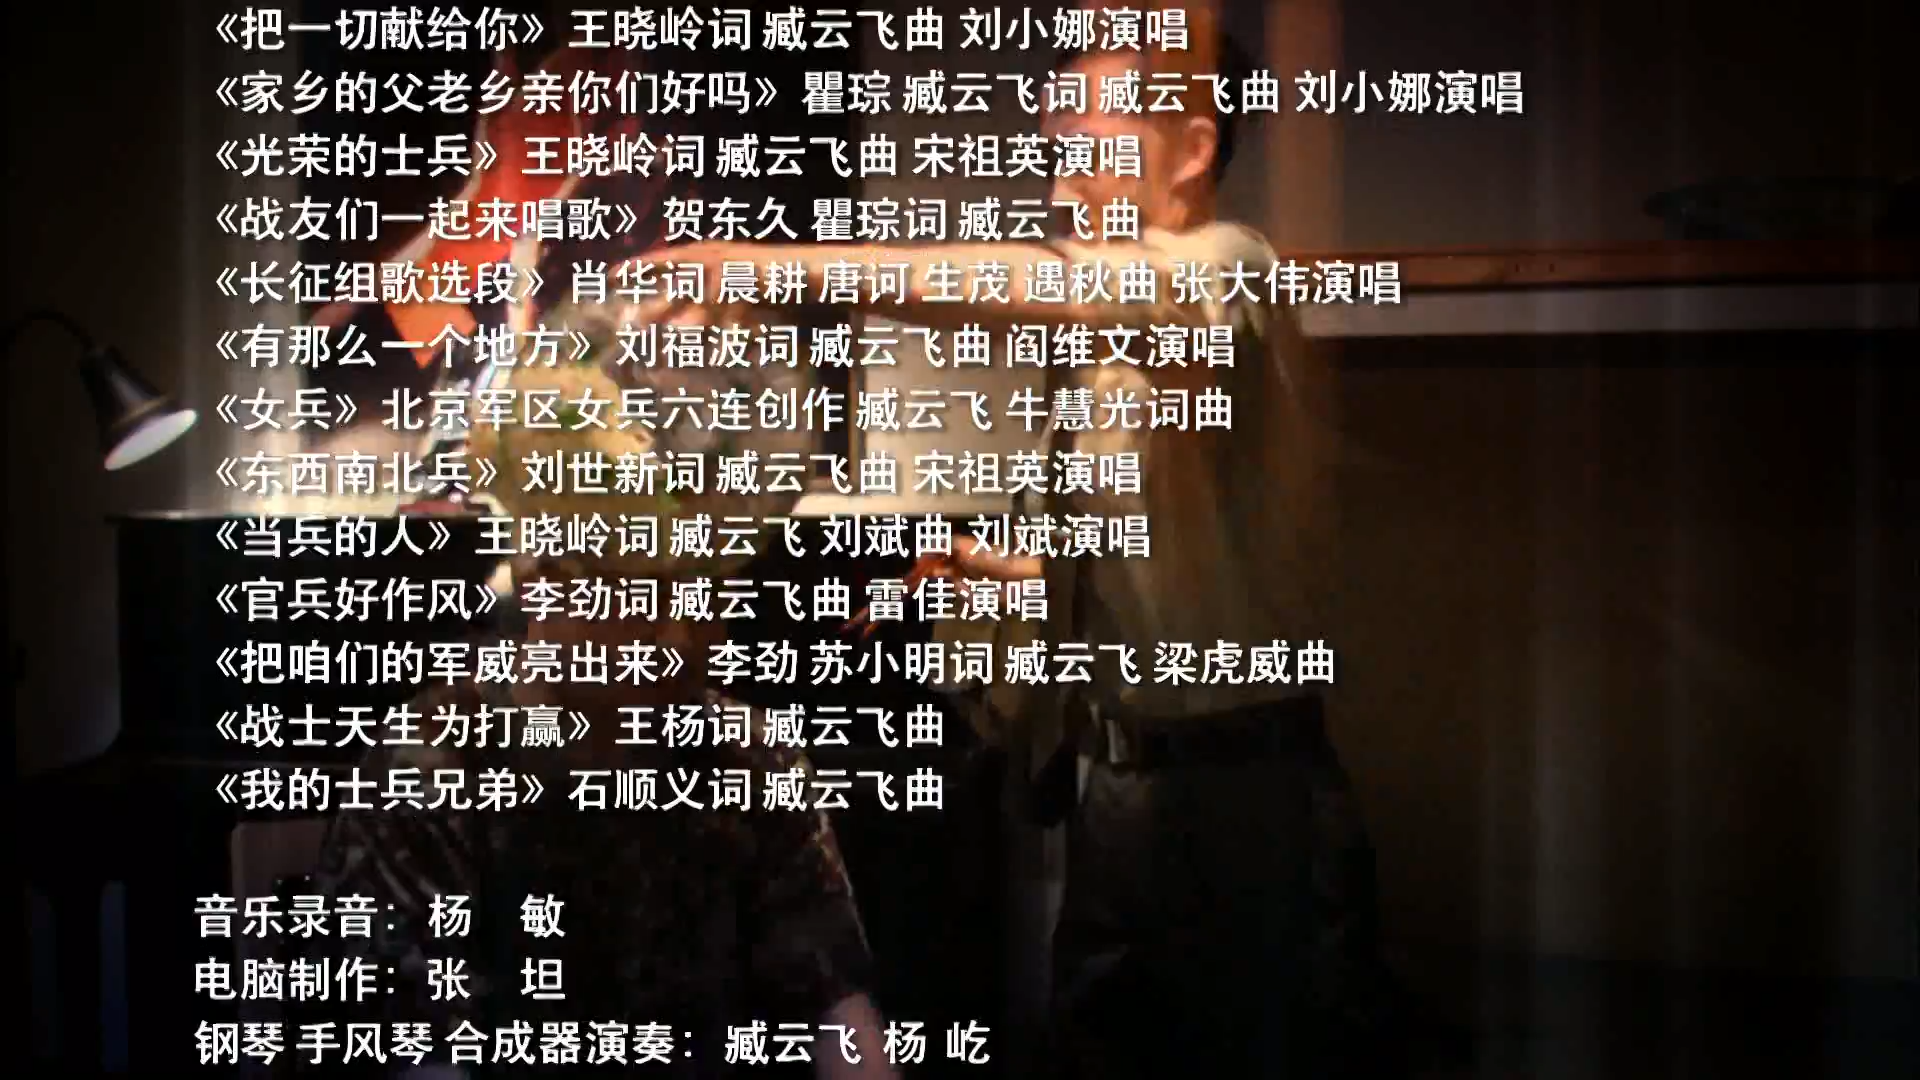 《把一切献给你》王晓岭词 臧云飞曲 刘小娜演唱
《家乡的父老乡亲你们好吗》瞿琮 臧云飞词 臧云飞曲 刘小娜演唱
《光荣的士兵》王晓岭词 臧云飞曲 宋祖英演唱
《战友们一起来唱歌》贺东久 瞿琮词 臧云飞曲
《长征组歌选段》肖华词 晨耕 唐诃 生茂 遇秋曲 张大伟演唱
《有那么一个地方》刘福波词 臧云飞曲 阎维文演唱
《女兵》北京军区女兵六连创作 臧云飞 牛慧光词曲
《东西南北兵》刘世新词 臧云飞曲 宋祖英演唱
《当兵的人》王晓岭词 臧云飞 刘斌曲 刘斌演唱
《官兵好作风》李劲词 臧云飞曲 雷佳演唱
《把咱们的军威亮出来》李劲 苏小明词 臧云飞 梁虎威曲
《战士天生为打赢》王杨词 臧云飞曲
《我的士兵兄弟》石顺义词 臧云飞曲
音乐录音：杨 敏
电脑制作：张 坦
钢琴 手风琴 合成器演奏：臧云飞 杨 屹